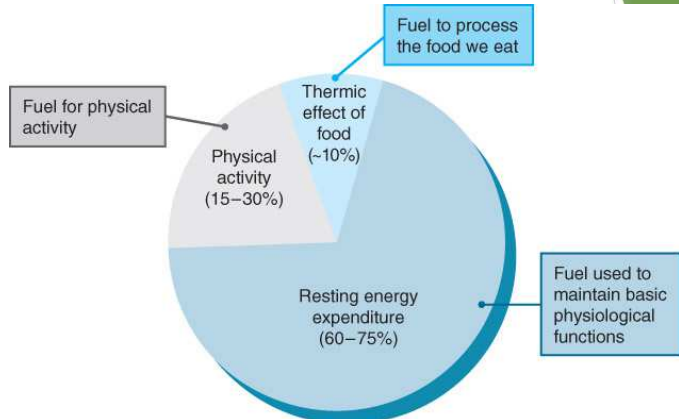 Fuel to process
the food we eat
Thermic
effect of
food
(~10%)
Fuel for physical
activity
Physical
activity
(15–30%)
Resting energy
expenditure
(60–75%)
Fuel used to
maintain basic
physiological
functions